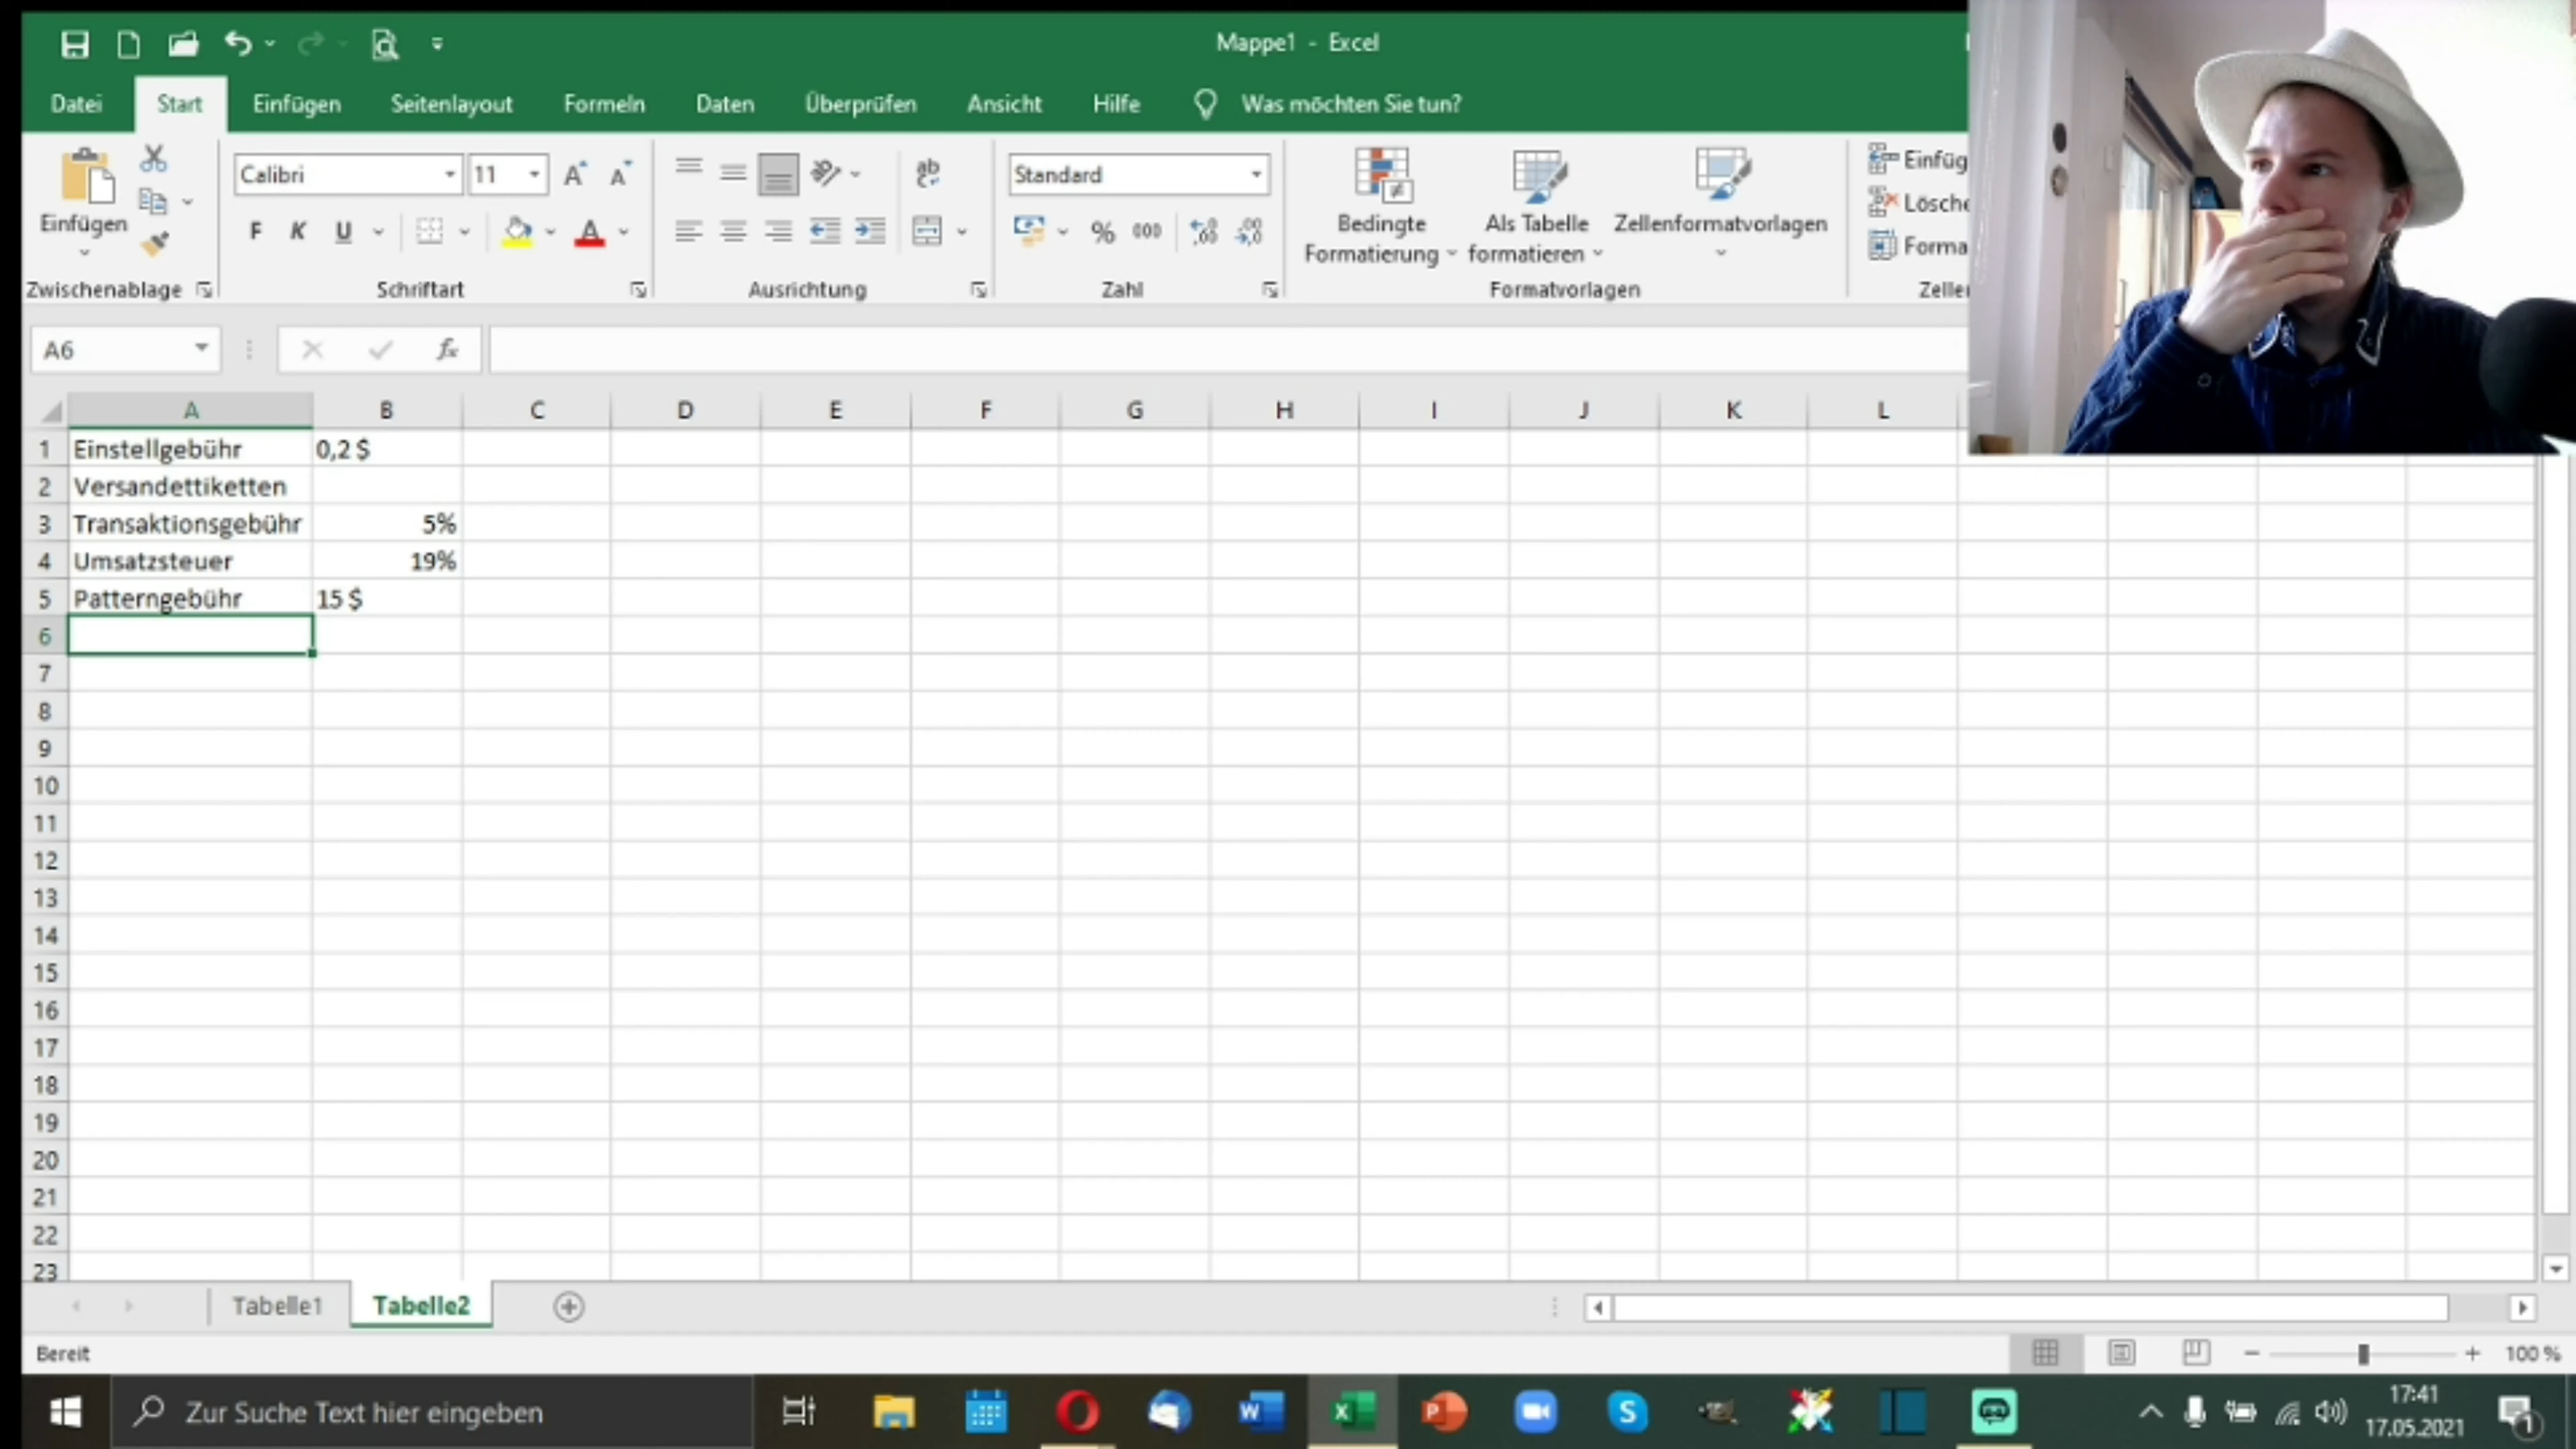 Mappe1 - Excel
Datei Start Einfügen Seitenlayout Formeln Daten Überprüfen Ansicht Hilfe Was möchten Sie tun?
Einfügen
Calibri 11
F K U
Standard
% 000
Bedingte Formatierung
Als Tabelle formatieren
Zellenformatvorlagen
Einfüg
Lösche
Forma
Zwischenablage Schriftart Ausrichtung Zahl Formatvorlagen Zelle
A6 fx
A B C D E F G H I J K L
1 Einstellgebühr 0,2 $
2 Versandettiketten
3 Transaktionsgebühr 5%
4 Umsatzsteuer 19%
5 Patterngebühr 15 $
6
7
8
9
10
11
12
13
14
15
16
17
18
19
20
21
22
23
Tabelle1 Tabelle2
Bereit 100 %
Zur Suche Text hier eingeben
17:41
17.05.2021